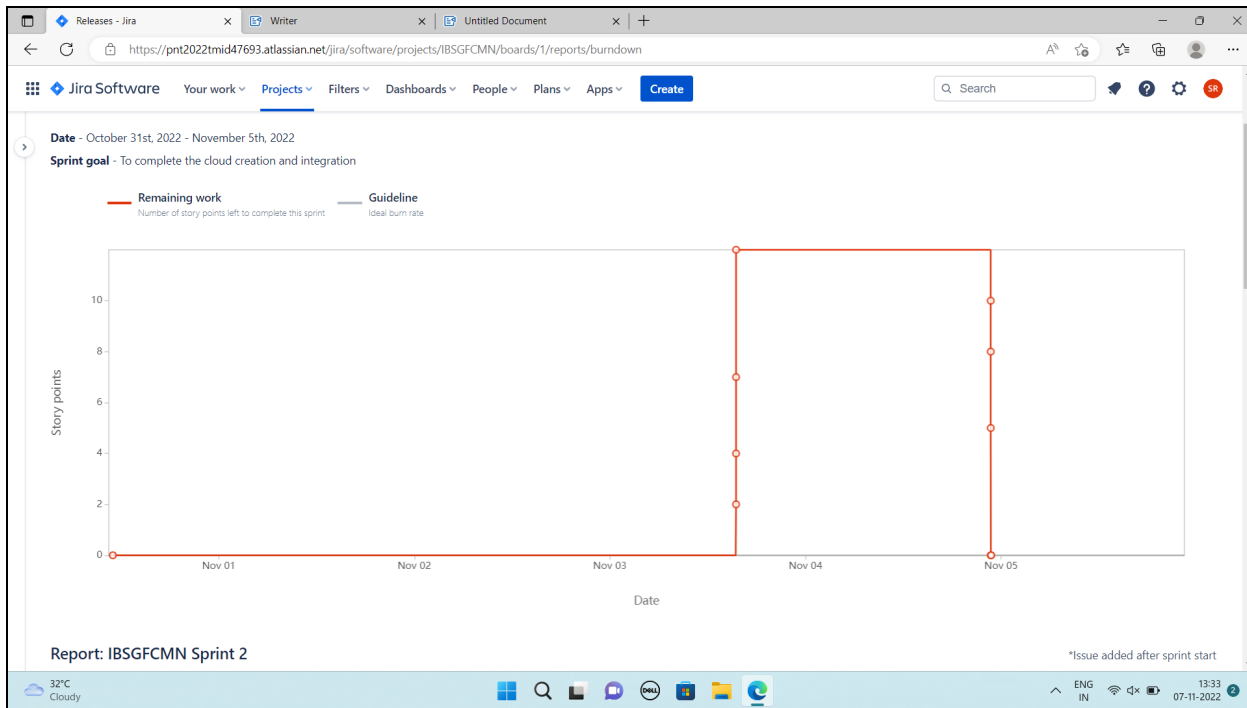 Releases - Jira
Writer
Untitled Document
https://pnt2022tmid47693.atlassian.net/jira/software/projects/IBSGFCMN/boards/1/reports/burndown
Jira Software Your work Projects Filters Dashboards People Plans Apps Create Search SR
Date - October 31st, 2022 - November 5th, 2022
Sprint goal - To complete the cloud creation and integration
Remaining work
Number of story points left to complete this sprint
Guideline
Ideal burn rate
10
8
6
4
2
0
Story points
Nov 01 Nov 02 Nov 03 Nov 04 Nov 05
Date
Report: IBSGFCMN Sprint 2
*Issue added after sprint start
32°C
Cloudy
DELL
ENG
IN
13:33
07-11-2022
2